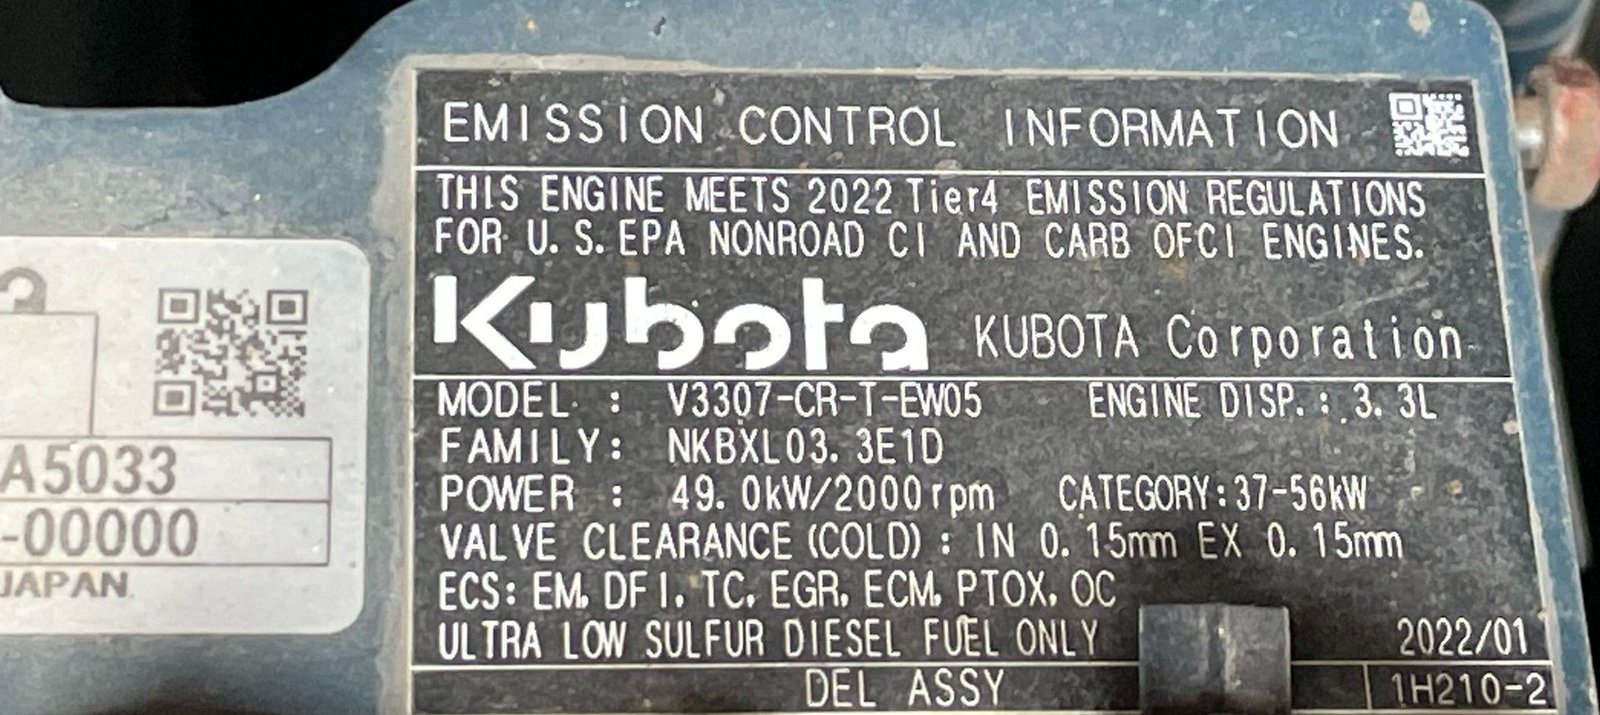 EMISSION CONTROL INFORMATION
THIS ENGINE MEETS 2022 Tier4 EMISSION REGULATIONS
FOR U.S.EPA NONROAD CI AND CARB OFCI ENGINES.
Kubota KUBOTA Corporation
MODEL : V3307-CR-T-EW05 ENGINE DISP.: 3.3L
FAMILY: NKBXL03.3E1D
POWER : 49.0kW/2000rpm CATEGORY:37-56kW
VALVE CLEARANCE(COLD): IN 0.15mm EX 0.15mm
ECS: EM, DFI, TC, EGR, ECM, PTOX, OC
ULTRA LOW SULFUR DIESEL FUEL ONLY 2022/01
DEL ASSY 1H210-2
A5033
-00000
JAPAN